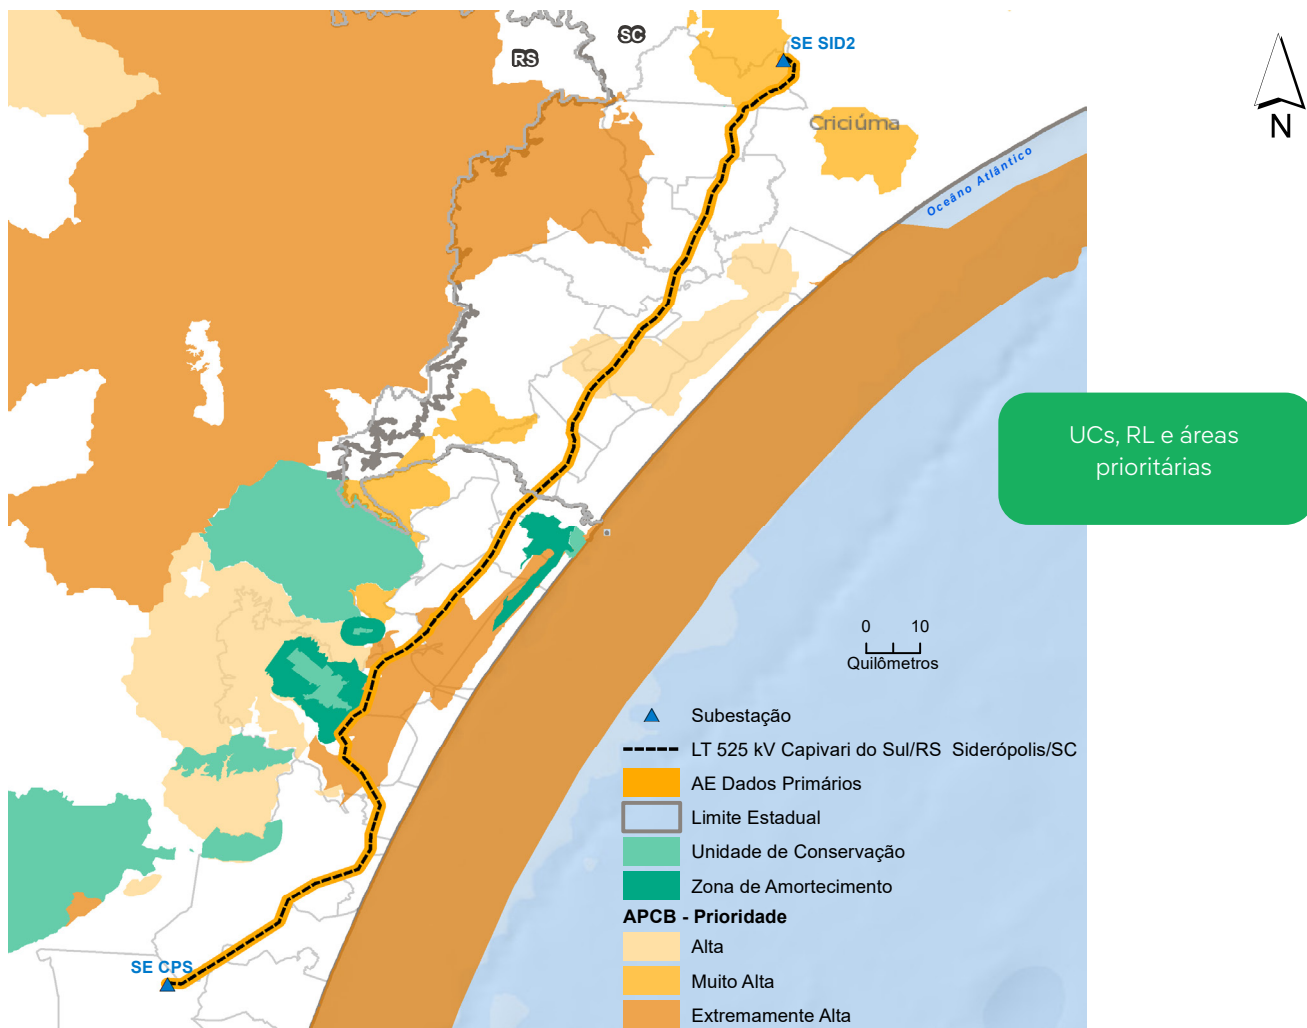 SC
SE SID2
RS
Criciúma
N
Oceâno Atlântico
UCs, RL e áreas
prioritárias
0 10
Quilômetros
Subestação
LT 525 kV Capivari do Sul/RS Siderópolis/SC
AE Dados Primários
Limite Estadual
Unidade de Conservação
Zona de Amortecimento
APCB - Prioridade
Alta
Muito Alta
Extremamente Alta
SE CPS